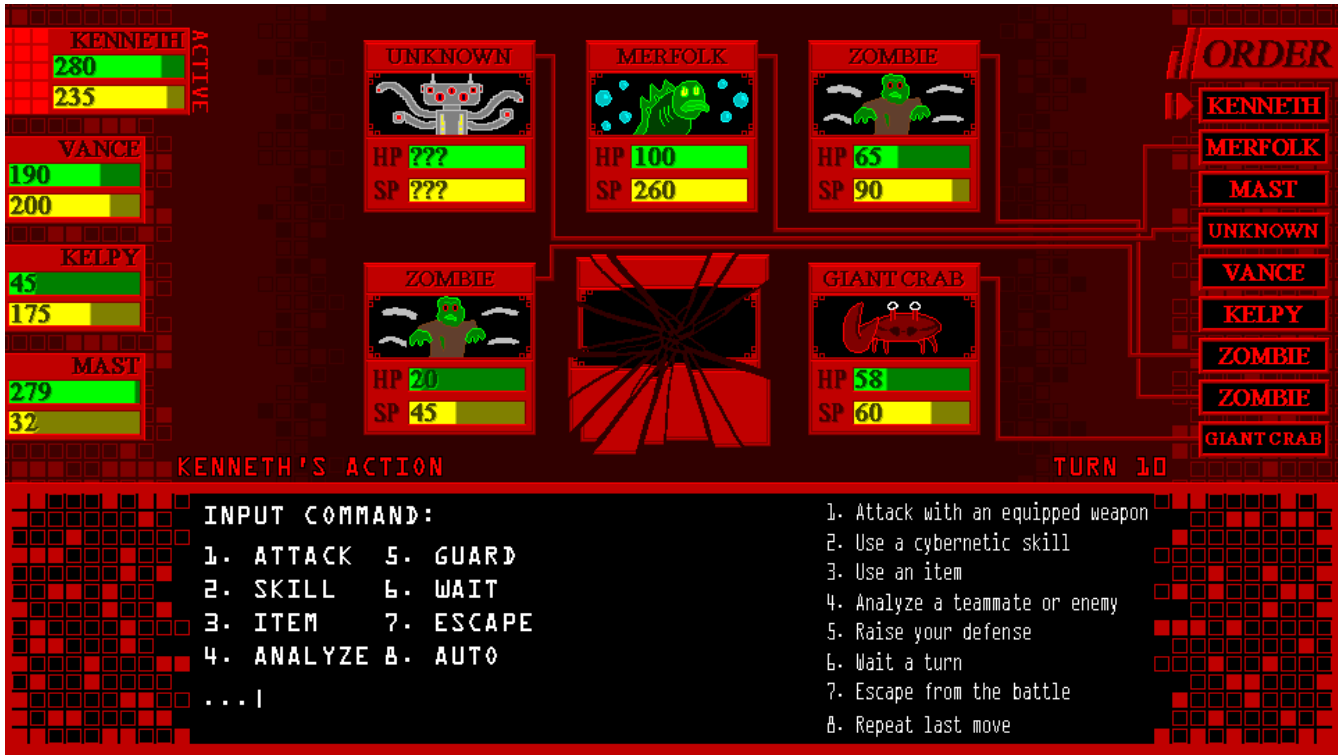 KENNETH
280
235
ACTIVE
VANCE
190
200
KELPY
45
175
MAST
279
32
UNKNOWN
HP ???
SP ???
MERFOLK
HP 100
SP 260
ZOMBIE
HP 65
SP 90
ZOMBIE
HP 20
SP 45
GIANT CRAB
HP 58
SP 60
ORDER
KENNETH
MERFOLK
MAST
UNKNOWN
VANCE
KELPY
ZOMBIE
ZOMBIE
GIANT CRAB
KENNETH'S ACTION
TURN 10
INPUT COMMAND:
1. ATTACK 5. GUARD
2. SKILL 6. WAIT
3. ITEM 7. ESCAPE
4. ANALYZE 8. AUTO
...|
1. Attack with an equipped weapon
2. Use a cybernetic skill
3. Use an item
4. Analyze a teammate or enemy
5. Raise your defense
6. Wait a turn
7. Escape from the battle
8. Repeat last move